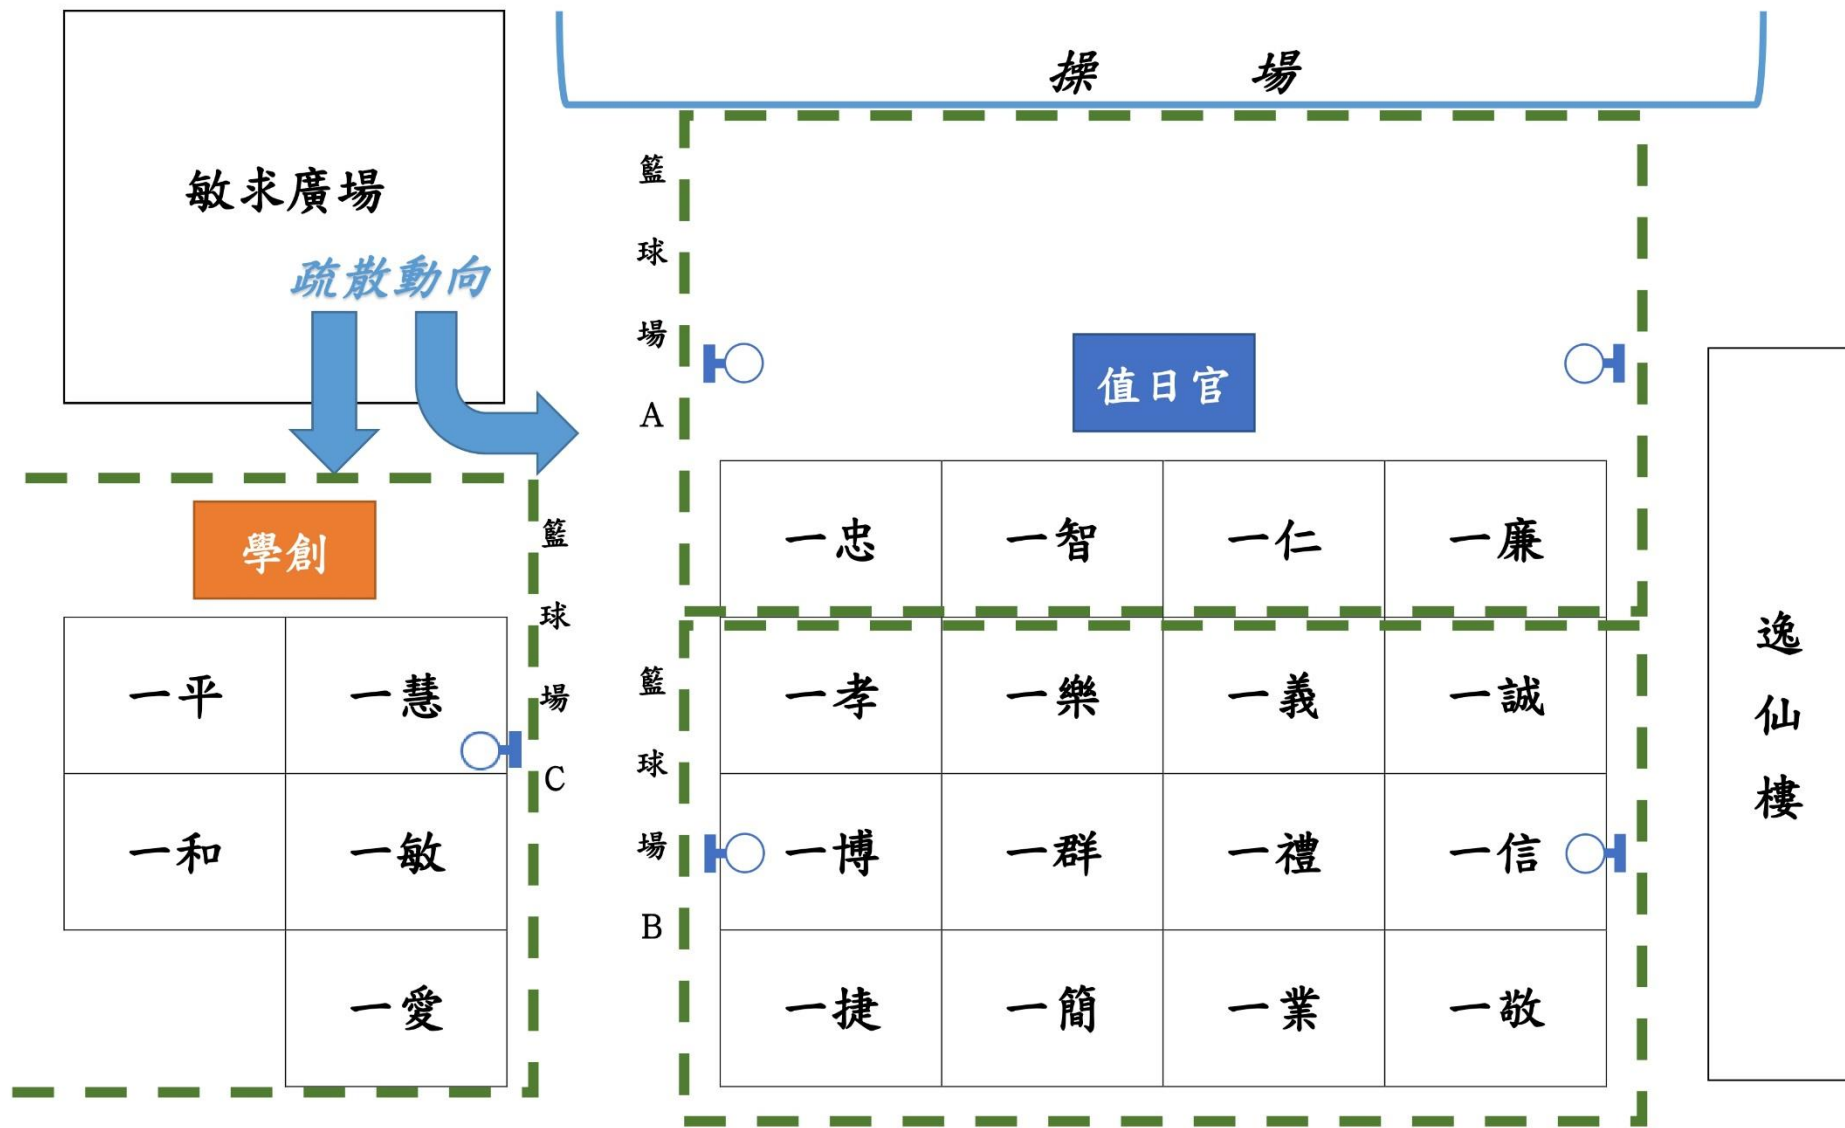 操場
敏求廣場
疏散動向
籃球場A
值日官
學創
籃球場C
一忠 一智 一仁 一廉
一平 一慧
籃球場B
一孝 一樂 一義 一誠
一和 一敏
一博 一群 一禮 一信
一愛
一捷 一簡 一業 一敬
逸仙樓